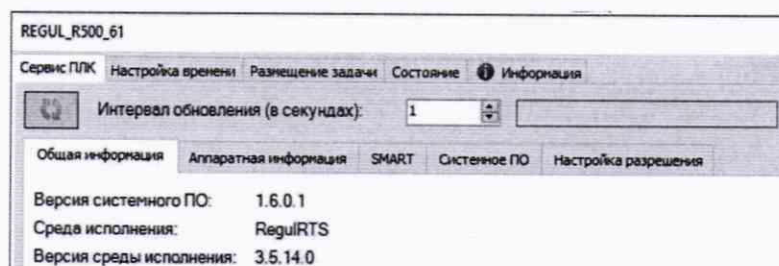 REGUL_R500_61
Сервис ПЛК Настройка времени Размещение задачи Состояние Информация
Интервал обновления (в секундах): 1
Общая информация Аппаратная информация SMART Системное ПО Настройка разрешения
Версия системного ПО: 1.6.0.1
Среда исполнения: RegulRTS
Версия среды исполнения: 3.5.14.0